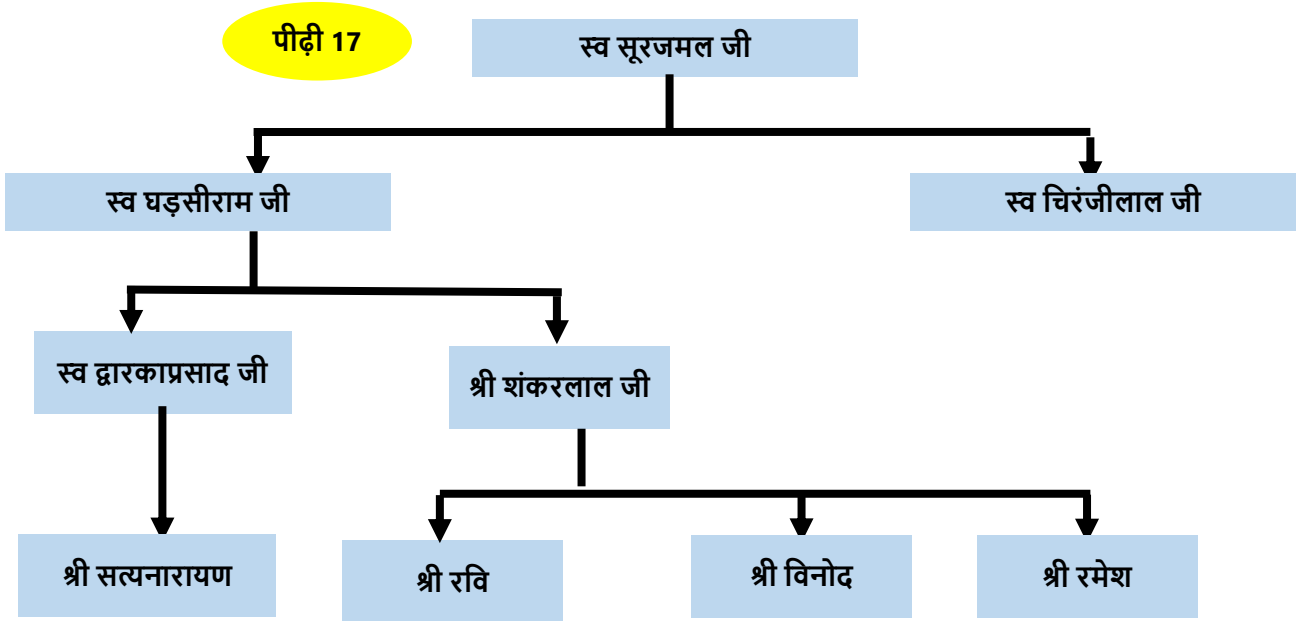 पीढ़ी 17
स्व सूरजमल जी
स्व घड़सीराम जी
स्व चिरंजीलाल जी
स्व द्वारकाप्रसाद जी
श्री शंकरलाल जी
श्री सत्यनारायण
श्री रवि
श्री विनोद
श्री रमेश